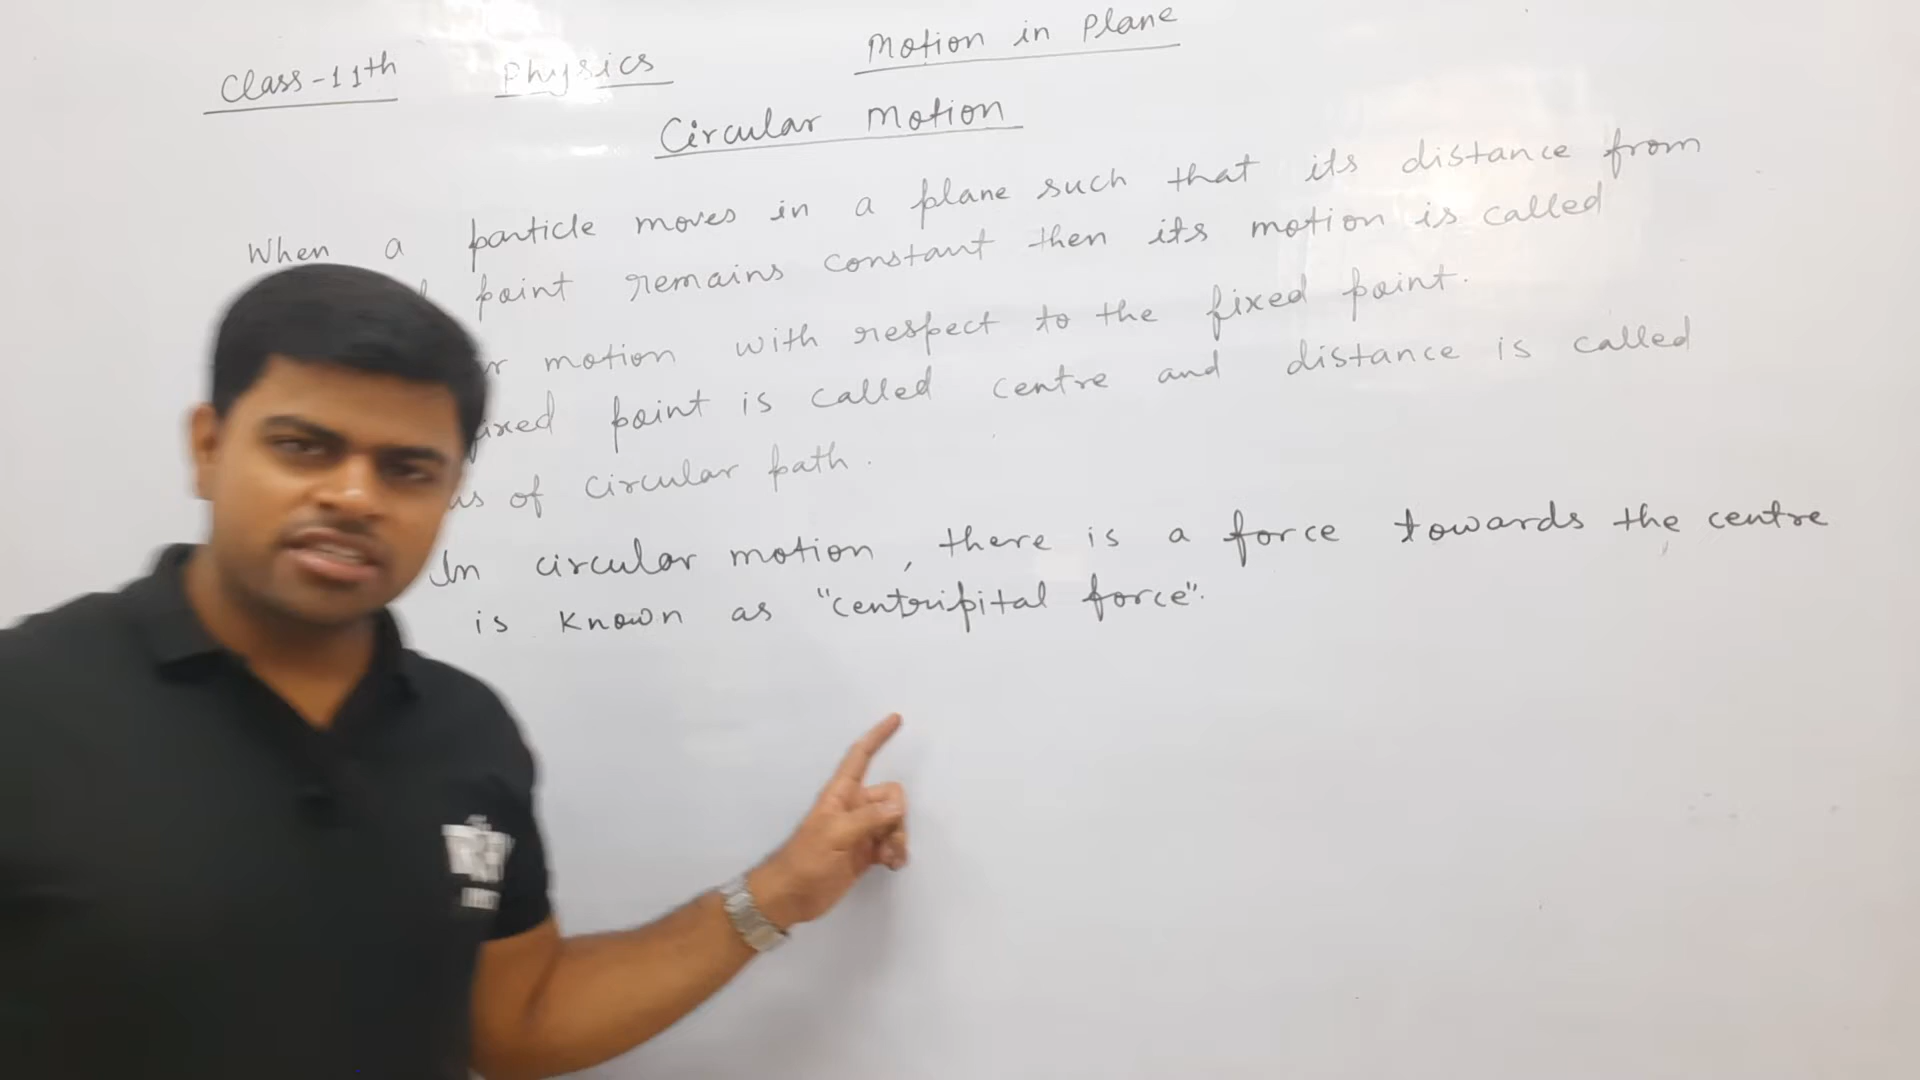 Class-11th Physics Motion in Plane
Circular Motion
When a particle moves in a plane such that its distance from
point remains constant then its motion is called
motion with respect to the fixed point.
point is called centre and distance is called
of circular path.
In circular motion, there is a force towards the centre
is known as "centripital force".